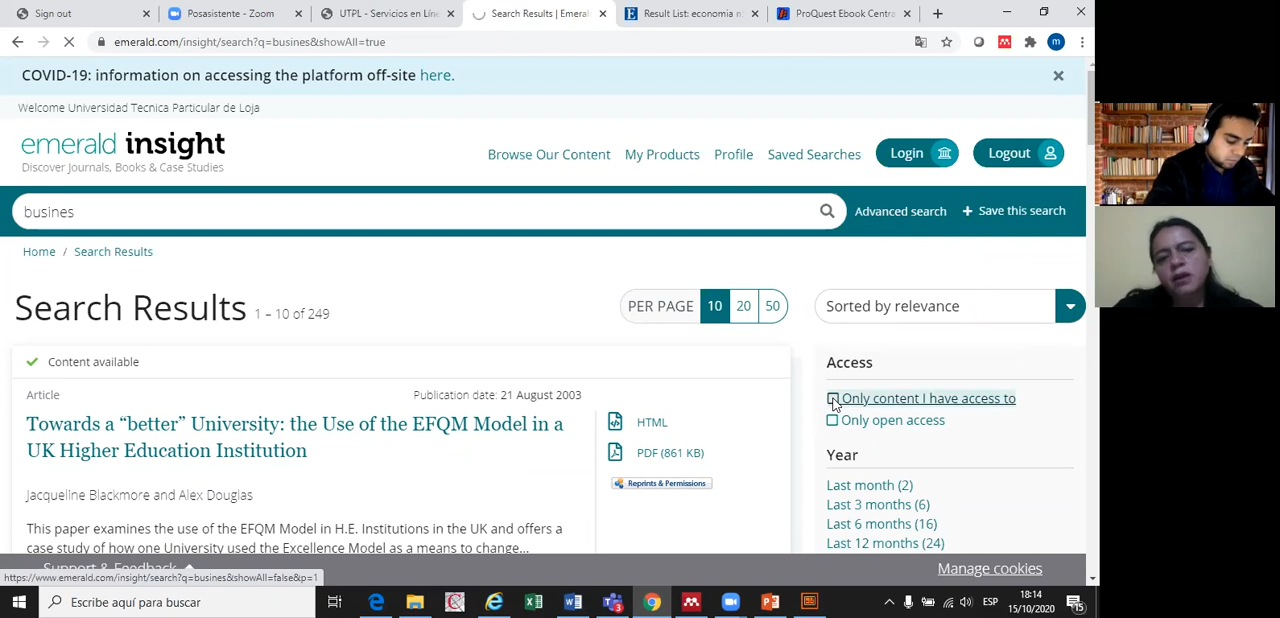 Sign out
Posasistente - Zoom
UTPL - Servicios en Líne
Search Results | Emeral
Result List: economia n
ProQuest Ebook Centra
emerald.com/insight/search?q=busines&showAll=true
m
COVID-19: information on accessing the platform off-site here.
Welcome Universidad Tecnica Particular de Loja
emerald insight
Discover Journals, Books & Case Studies
Browse Our Content
My Products
Profile
Saved Searches
Login
Logout
busines
Advanced search
+ Save this search
Home / Search Results
Search Results 1 – 10 of 249
PER PAGE 10 20 50
Sorted by relevance
Content available
Article
Publication date: 21 August 2003
Towards a “better” University: the Use of the EFQM Model in a
UK Higher Education Institution
HTML
PDF (861 KB)
Reprints & Permissions
Jacqueline Blackmore and Alex Douglas
This paper examines the use of the EFQM Model in H.E. Institutions in the UK and offers a
case study of how one University used the Excellence Model as a means to change...
Access
Only content I have access to
Only open access
Year
Last month (2)
Last 3 months (6)
Last 6 months (16)
Last 12 months (24)
Support & Feedback
Manage cookies
https://www.emerald.com/insight/search?q=busines&showAll=false&p=1
Escribe aquí para buscar
3
ESP
18:14
15/10/2020
15